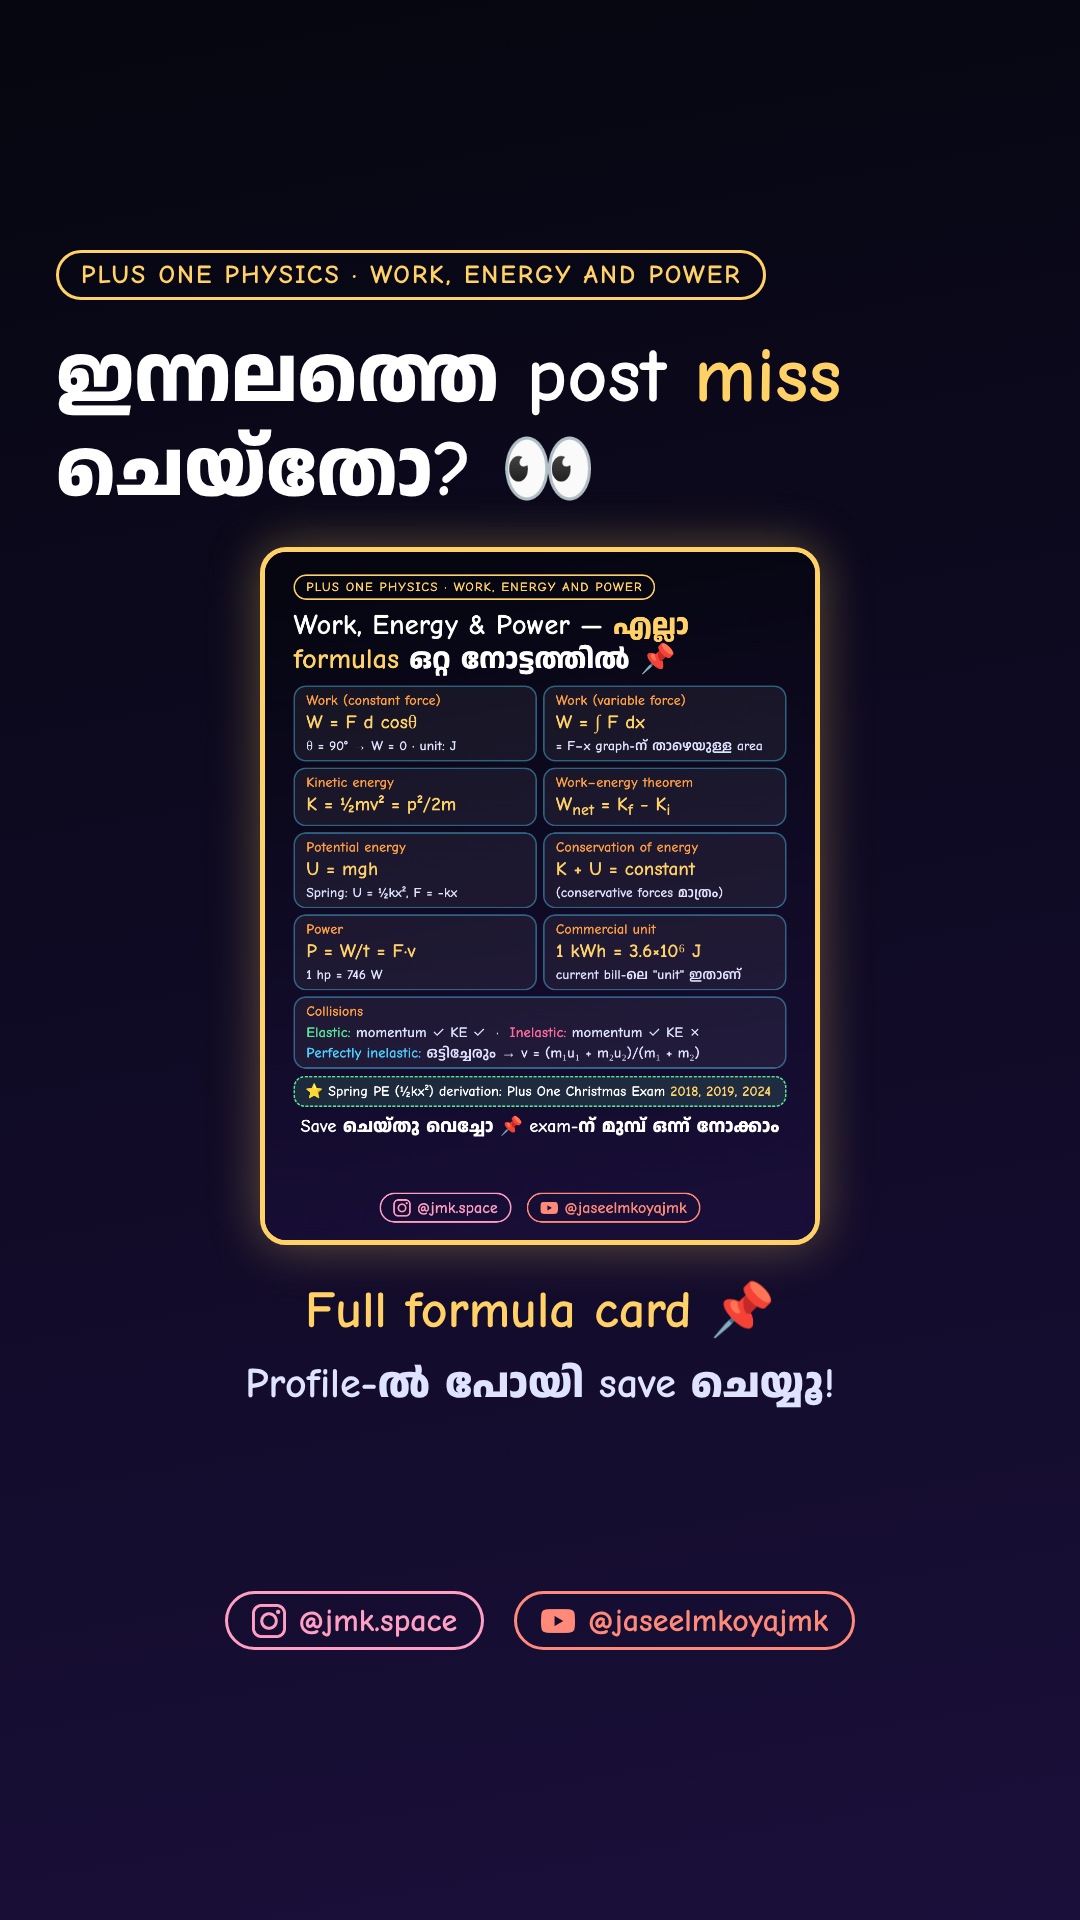 PLUS ONE PHYSICS · WORK, ENERGY AND POWER
ഇന്നലത്തെ post miss
ചെയ്തോ? 👀
PLUS ONE PHYSICS · WORK, ENERGY AND POWER
Work, Energy & Power — എല്ലാ
formulas ഒറ്റ നോട്ടത്തിൽ 📌
Work (constant force)
W = F d cosθ
θ = 90° → W = 0 · unit: J
Work (variable force)
W = ∫ F dx
= F–x graph-ന് താഴെയുള്ള area
Kinetic energy
K = ½mv² = p²/2m
Work–energy theorem
W_net = K_f − K_i
Potential energy
U = mgh
Spring: U = ½kx², F = -kx
Conservation of energy
K + U = constant
(conservative forces മാത്രം)
Power
P = W/t = F·v
1 hp = 746 W
Commercial unit
1 kWh = 3.6×10⁶ J
current bill-ലെ "unit" ഇതാണ്
Collisions
Elastic: momentum ✓ KE ✓ · Inelastic: momentum ✓ KE ×
Perfectly inelastic: ഒട്ടിച്ചേരും → v = (m₁u₁ + m₂u₂)/(m₁ + m₂)
⭐ Spring PE (½kx²) derivation: Plus One Christmas Exam 2018, 2019, 2024
Save ചെയ്തു വെച്ചോ 📌 exam-ന് മുമ്പ് ഒന്ന് നോക്കാം
@jmk.space @jaseelmkoyajmk
Full formula card 📌
Profile-ൽ പോയി save ചെയ്യൂ!
@jmk.space @jaseelmkoyajmk